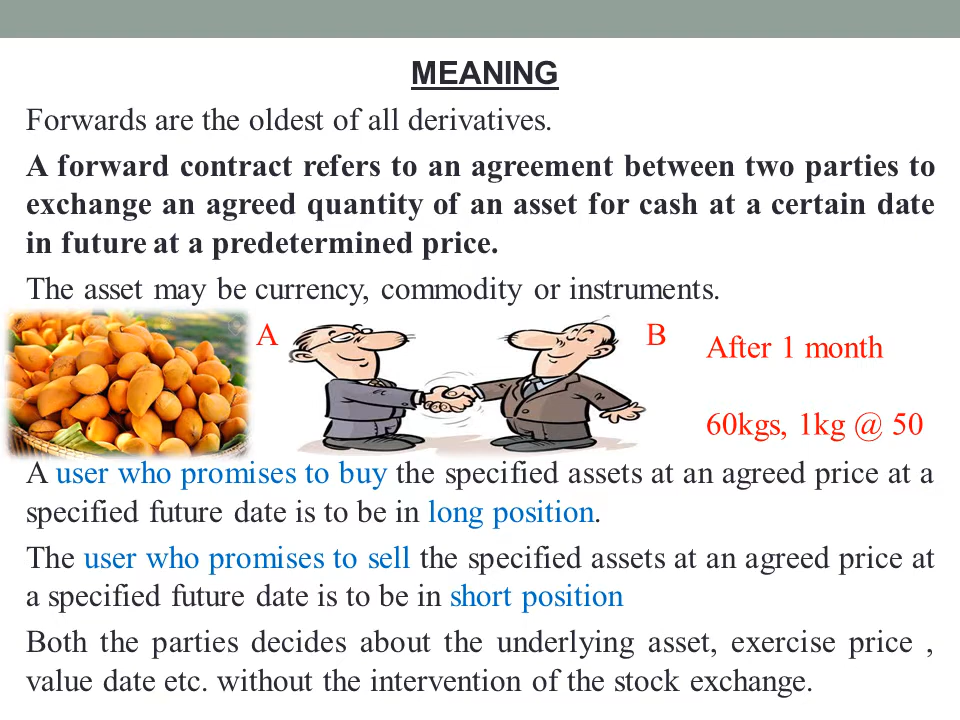 MEANING
Forwards are the oldest of all derivatives.
A forward contract refers to an agreement between two parties to
exchange an agreed quantity of an asset for cash at a certain date
in future at a predetermined price.
The asset may be currency, commodity or instruments.
A
B
After 1 month
60kgs, 1kg @ 50
A user who promises to buy the specified assets at an agreed price at a
specified future date is to be in long position.
The user who promises to sell the specified assets at an agreed price at
a specified future date is to be in short position
Both the parties decides about the underlying asset, exercise price ,
value date etc. without the intervention of the stock exchange.